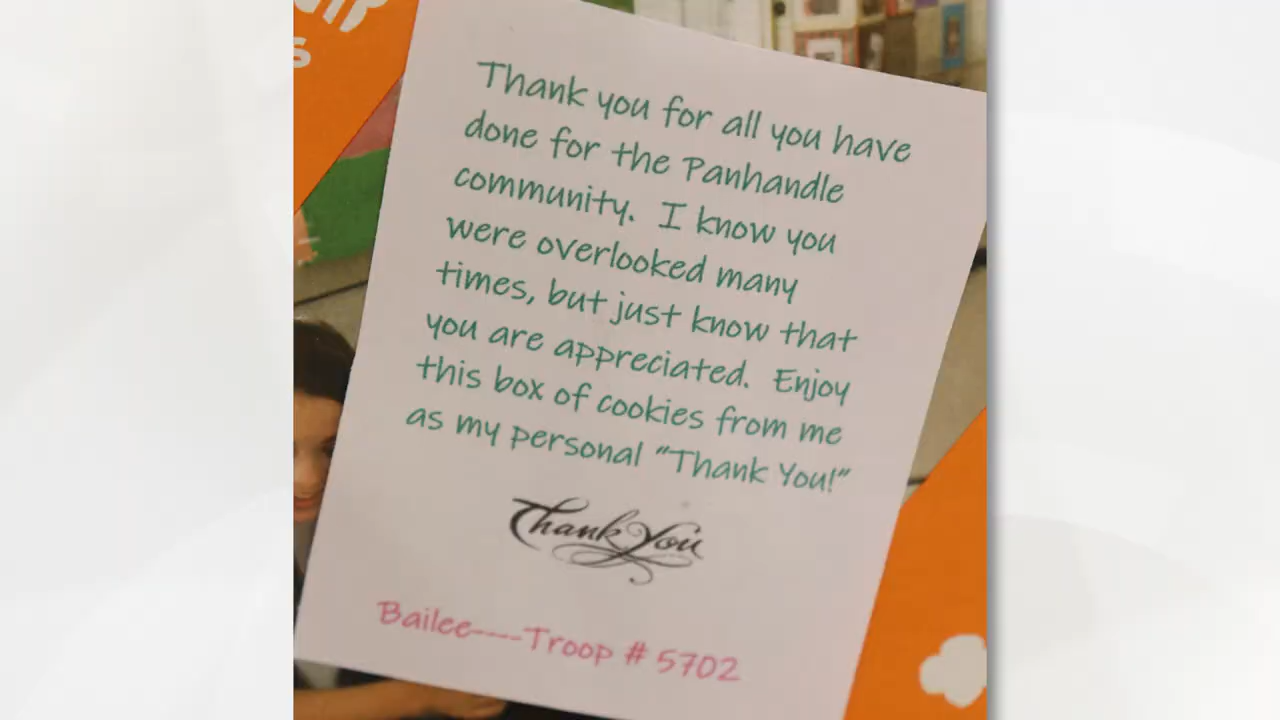 s
Thank you for all you have
done for the Panhandle
community. I know you
were overlooked many
times, but just know that
you are appreciated. Enjoy
this box of cookies from me
as my personal "Thank You!"
Thank You
Bailee----Troop # 5702